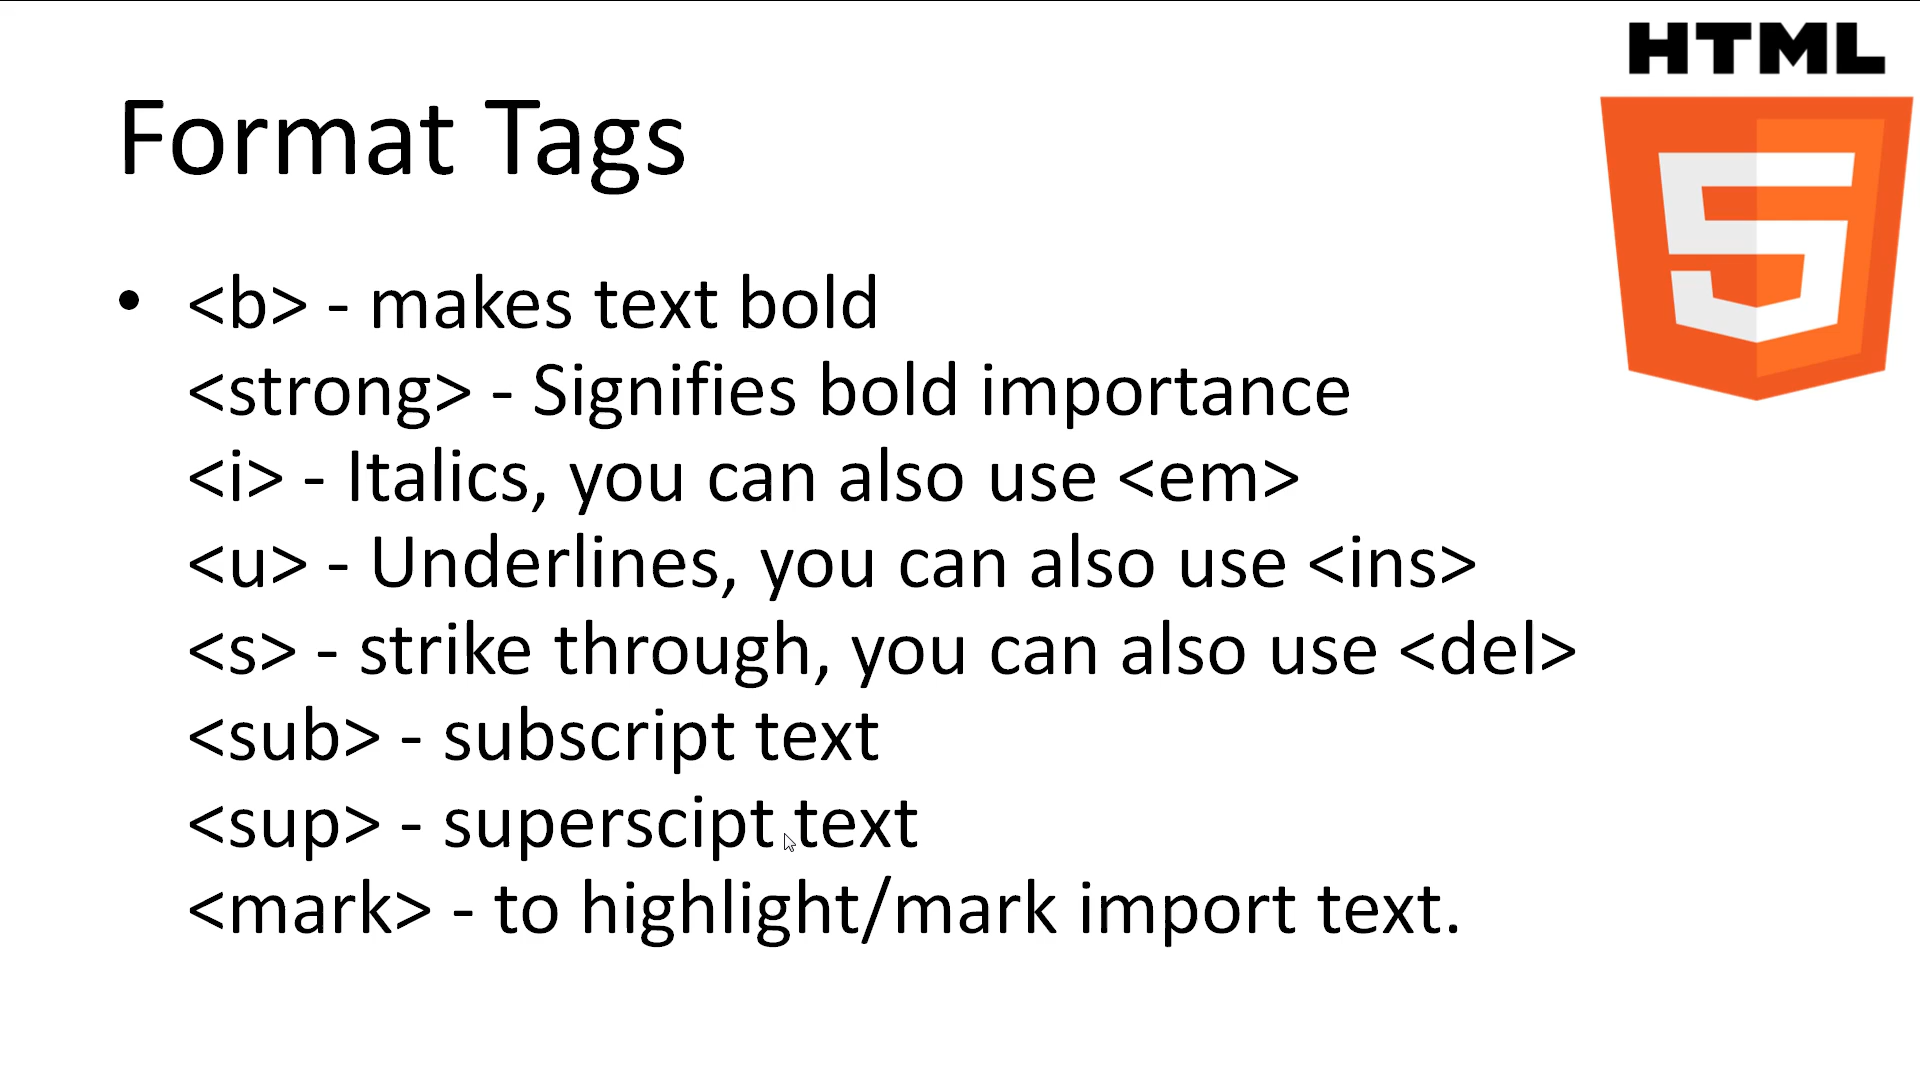 HTML
Format Tags
• <b> - makes text bold
<strong> - Signifies bold importance
<i> - Italics, you can also use <em>
<u> - Underlines, you can also use <ins>
<s> - strike through, you can also use <del>
<sub> - subscript text
<sup> - superscipt text
<mark> - to highlight/mark import text.